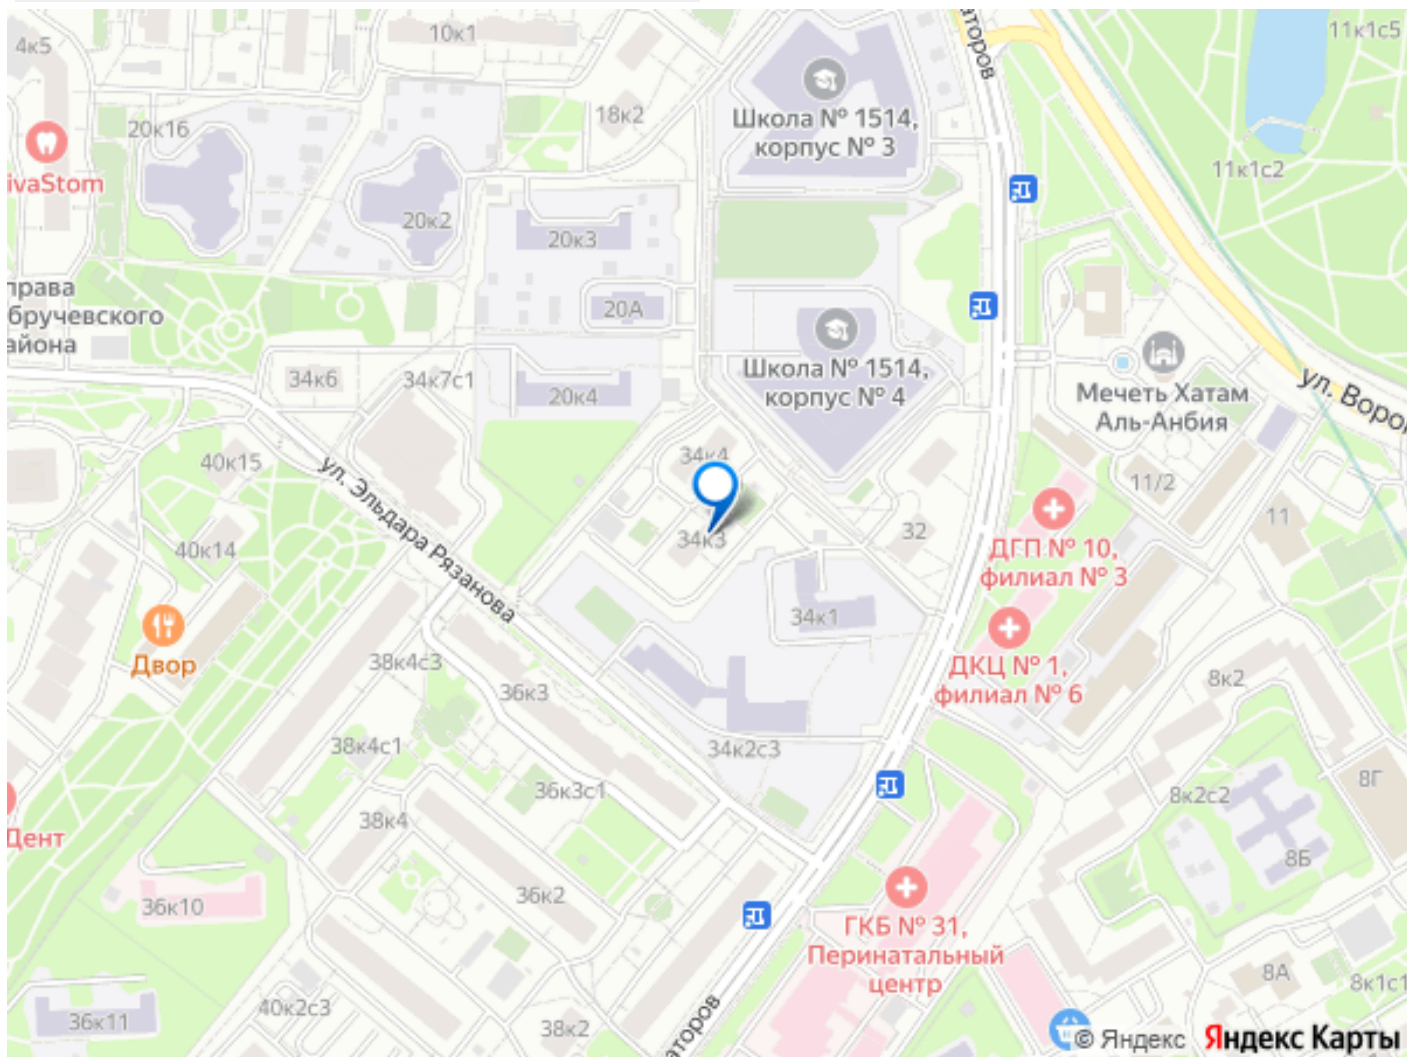 4к5
10к1
аторов
11к1с5
18к2
20к16
Школа № 1514,
корпус № 3
11к1с2
ivaStom
20к2
20к3
права
бручевского
айона
20А
Школа № 1514,
корпус № 4
34к6
34к7с1
20к4
Мечеть Хатам
Аль-Анбия
ул. Воро
40к15
ул. Эльдара Рязанова
34к4
11/2
11
34к3
32
40к14
ДГП № 10,
филиал № 3
34к1
Двор
38к4с3
36к3
ДКЦ № 1,
филиал № 6
8к2
38к4с1
34к2с3
36к3с1
8к2с2
8Г
38к4
Дент
8Б
36к10
36к2
ГКБ № 31,
Перинатальный
центр
8А
8к1с1
40к2с3
36к11
38к2
аторов
© Яндекс Яндекс Карты